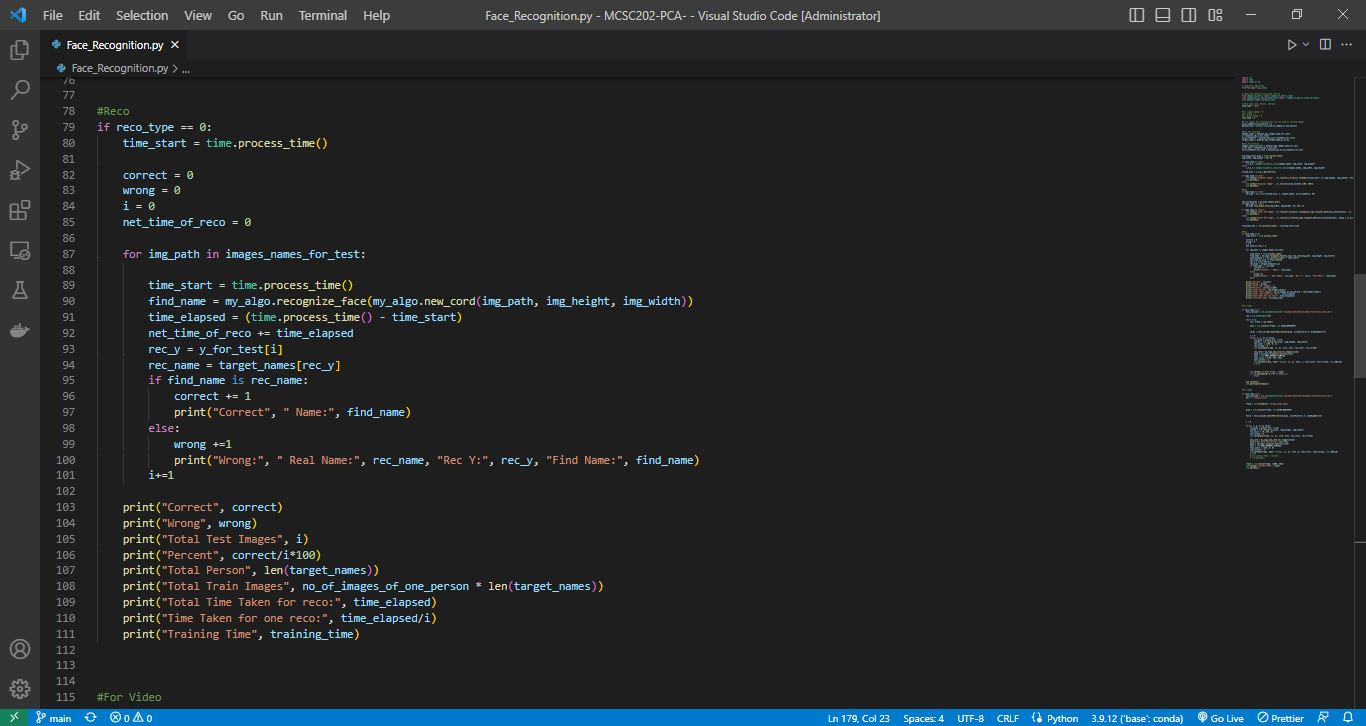 File Edit Selection View Go Run Terminal Help Face_Recognition.py - MCSC202-PCA- - Visual Studio Code [Administrator]
Face_Recognition.py ×
Face_Recognition.py > ...
76
77
78 #Reco
79 if reco_type == 0:
80 time_start = time.process_time()
81
82 correct = 0
83 wrong = 0
84 i = 0
85 net_time_of_reco = 0
86
87 for img_path in images_names_for_test:
88
89 time_start = time.process_time()
90 find_name = my_algo.recognize_face(my_algo.new_cord(img_path, img_height, img_width))
91 time_elapsed = (time.process_time() - time_start)
92 net_time_of_reco += time_elapsed
93 rec_y = y_for_test[i]
94 rec_name = target_names[rec_y]
95 if find_name is rec_name:
96 correct += 1
97 print("Correct", " Name:", find_name)
98 else:
99 wrong +=1
100 print("Wrong:", " Real Name:", rec_name, "Rec Y:", rec_y, "Find Name:", find_name)
101 i+=1
102
103 print("Correct", correct)
104 print("Wrong", wrong)
105 print("Total Test Images", i)
106 print("Percent", correct/i*100)
107 print("Total Person", len(target_names))
108 print("Total Train Images", no_of_images_of_one_person * len(target_names))
109 print("Total Time Taken for reco:", time_elapsed)
110 print("Time Taken for one reco:", time_elapsed/i)
111 print("Training Time", training_time)
112
113
114
115 #For Video
main 0 0 Ln 179, Col 23 Spaces: 4 UTF-8 CRLF Python 3.9.12 ('base': conda) Go Live Prettier